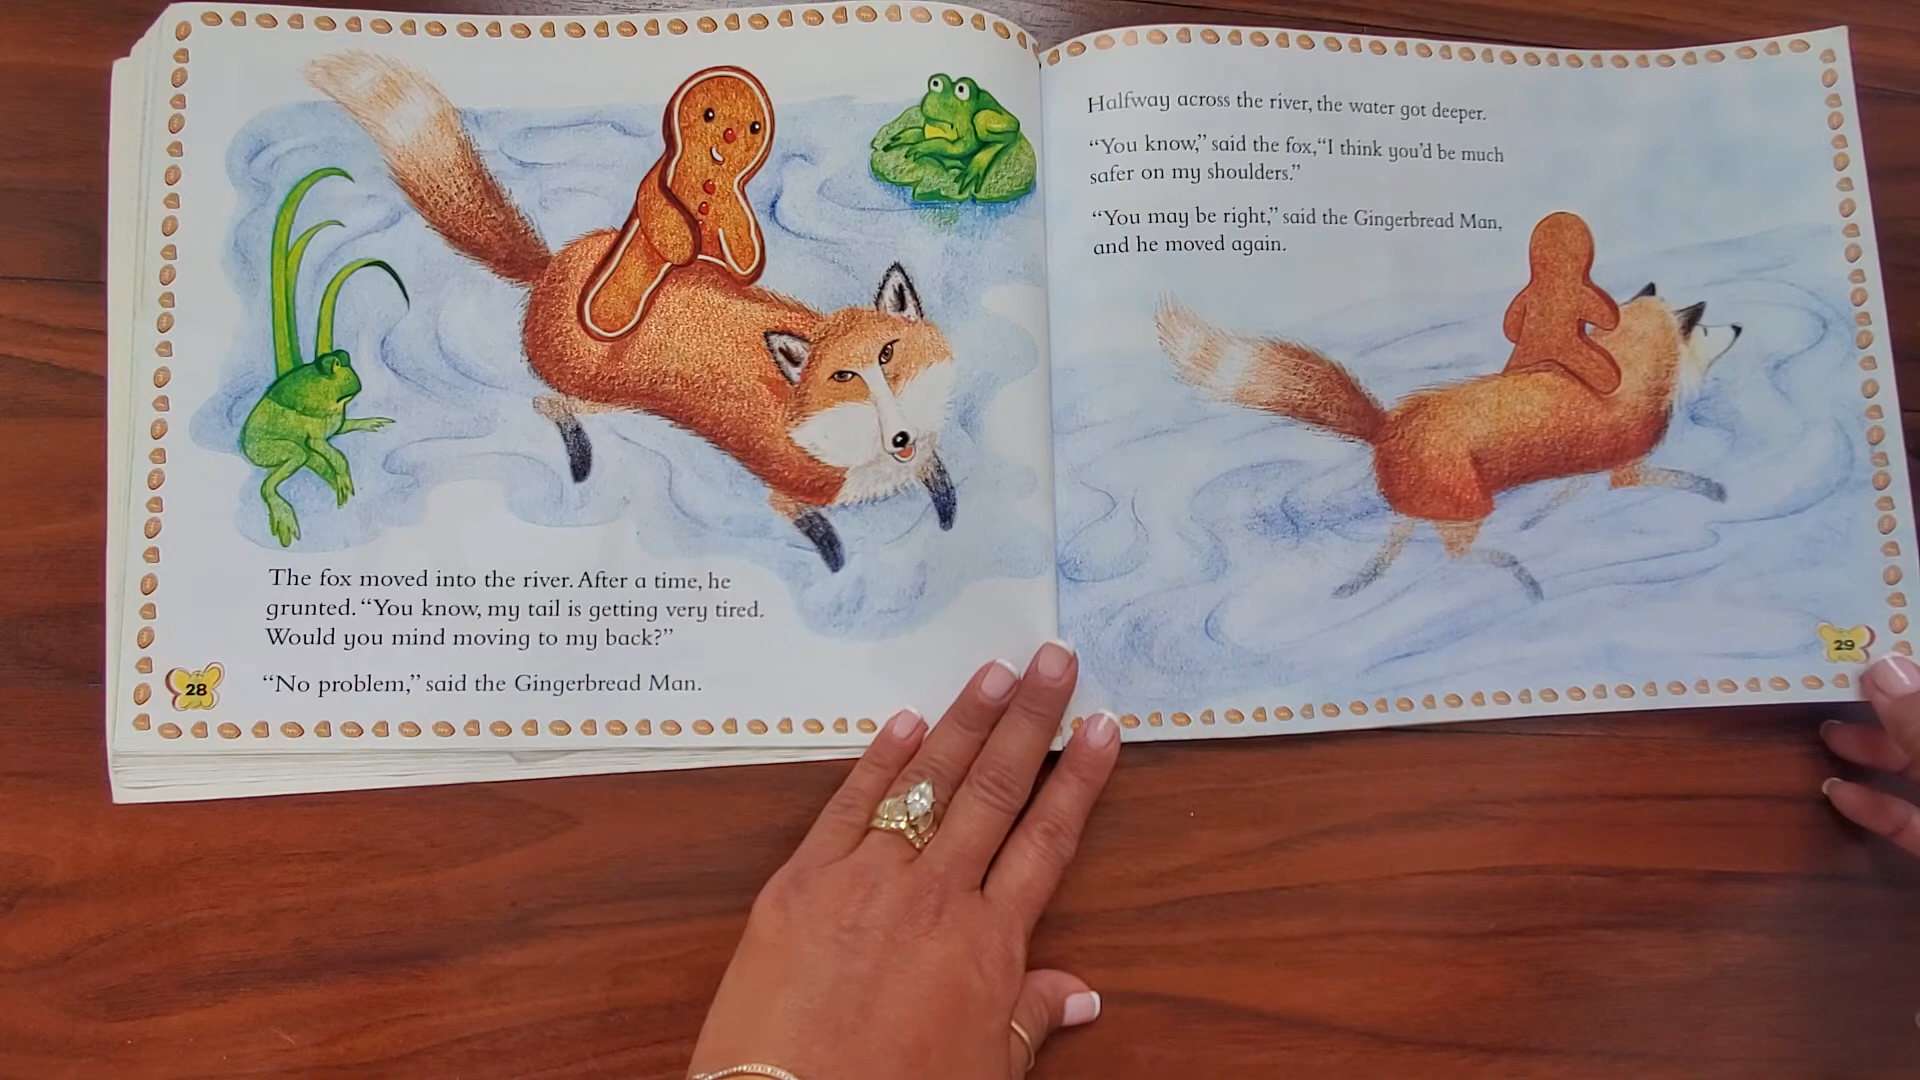 The fox moved into the river. After a time, he
grunted. “You know, my tail is getting very tired.
Would you mind moving to my back?”
“No problem,” said the Gingerbread Man.
28
Halfway across the river, the water got deeper.
“You know,” said the fox, “I think you’d be much
safer on my shoulders.”
“You may be right,” said the Gingerbread Man,
and he moved again.
29